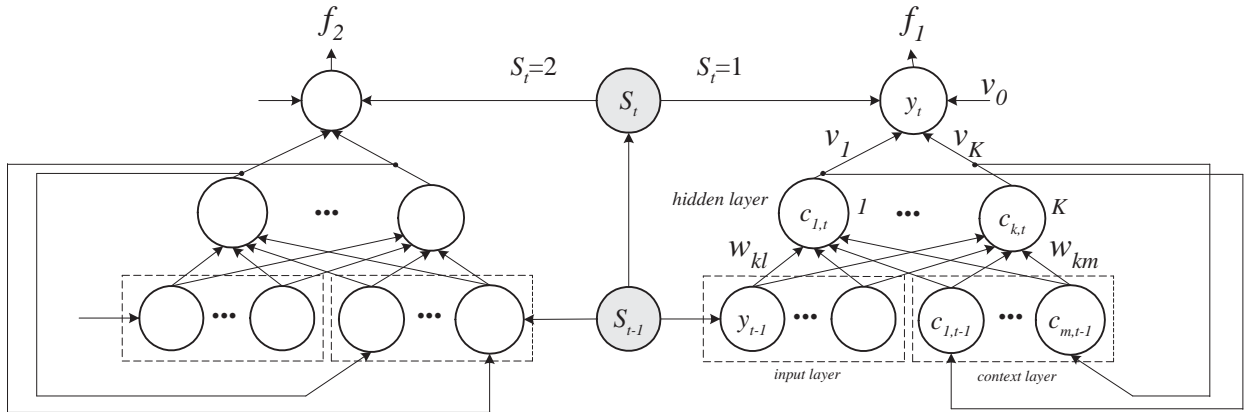 f2 f1
St=2 St=1
St yt v0
v1 vK
hidden layer c1,t 1 ••• ck,t K
•••
wkl wkm
••• ••• St-1 yt-1 ••• c1,t-1 ••• cm,t-1
input layer context layer